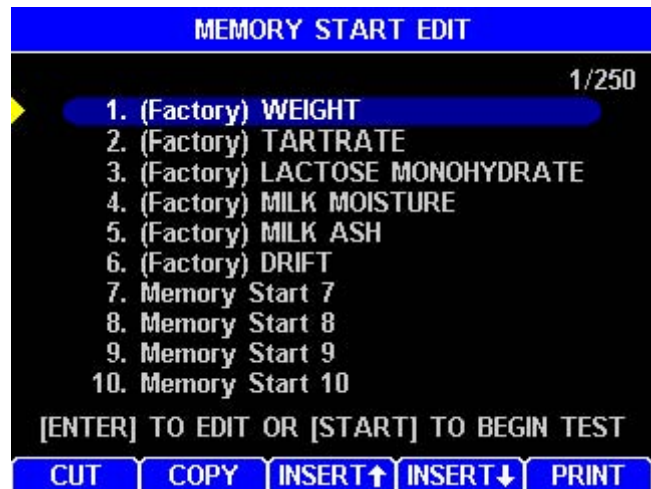 MEMORY START EDIT
1/250
1. (Factory) WEIGHT
2. (Factory) TARTRATE
3. (Factory) LACTOSE MONOHYDRATE
4. (Factory) MILK MOISTURE
5. (Factory) MILK ASH
6. (Factory) DRIFT
7. Memory Start 7
8. Memory Start 8
9. Memory Start 9
10. Memory Start 10
[ENTER] TO EDIT OR [START] TO BEGIN TEST
CUT COPY INSERT↑ INSERT↓ PRINT